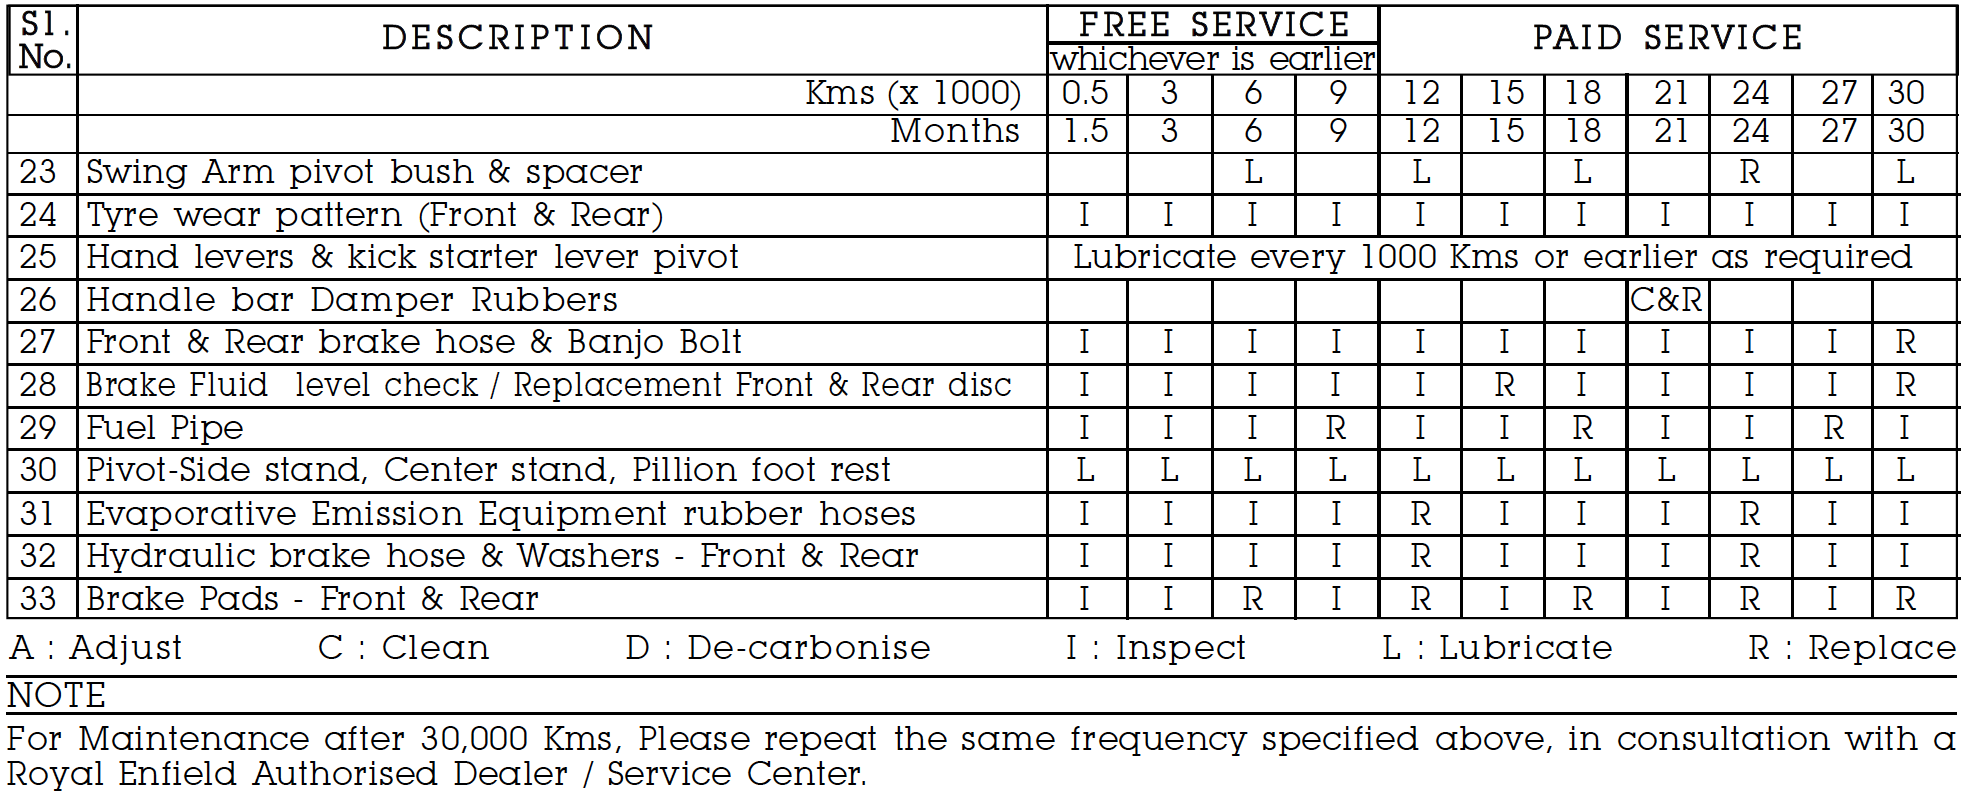 Sl. No. DESCRIPTION FREE SERVICE whichever is earlier PAID SERVICE
Kms (x 1000) 0.5 3 6 9 12 15 18 21 24 27 30
Months 1.5 3 6 9 12 15 18 21 24 27 30
23 Swing Arm pivot bush & spacer L L L R L
24 Tyre wear pattern (Front & Rear) I I I I I I I I I I I
25 Hand levers & kick starter lever pivot Lubricate every 1000 Kms or earlier as required
26 Handle bar Damper Rubbers C&R
27 Front & Rear brake hose & Banjo Bolt I I I I I I I I I I R
28 Brake Fluid level check / Replacement Front & Rear disc I I I I I R I I I I R
29 Fuel Pipe I I I R I I R I I R I
30 Pivot-Side stand, Center stand, Pillion foot rest L L L L L L L L L L L
31 Evaporative Emission Equipment rubber hoses I I I I R I I I R I I
32 Hydraulic brake hose & Washers - Front & Rear I I I I R I I I R I I
33 Brake Pads - Front & Rear I I R I R I R I R I R
A : Adjust C : Clean D : De-carbonise I : Inspect L : Lubricate R : Replace
NOTE
For Maintenance after 30,000 Kms, Please repeat the same frequency specified above, in consultation with a
Royal Enfield Authorised Dealer / Service Center.